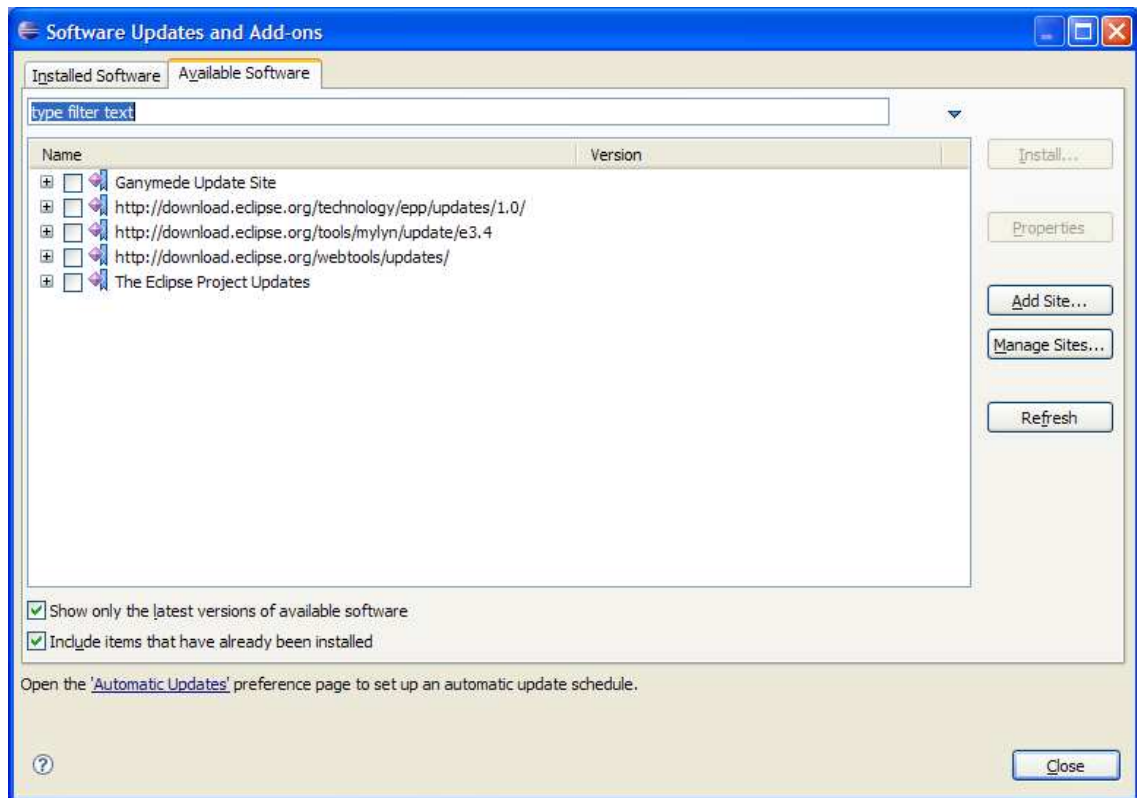 Software Updates and Add-ons
Installed Software Available Software
type filter text
Name Version
Install...
Ganymede Update Site
http://download.eclipse.org/technology/epp/updates/1.0/
http://download.eclipse.org/tools/mylyn/update/e3.4
Properties
http://download.eclipse.org/webtools/updates/
The Eclipse Project Updates
Add Site...
Manage Sites...
Refresh
Show only the latest versions of available software
Include items that have already been installed
Open the 'Automatic Updates' preference page to set up an automatic update schedule.
?
Close